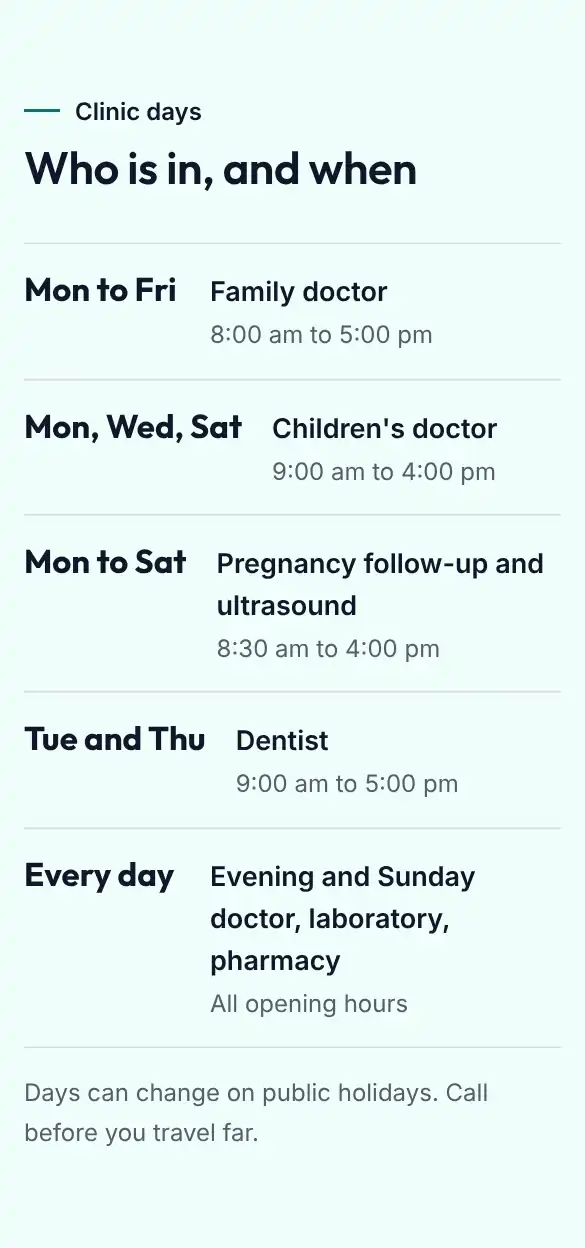 Clinic days
Who is in, and when
Mon to Fri
Family doctor
8:00 am to 5:00 pm
Mon, Wed, Sat
Children's doctor
9:00 am to 4:00 pm
Mon to Sat
Pregnancy follow-up and
ultrasound
8:30 am to 4:00 pm
Tue and Thu
Dentist
9:00 am to 5:00 pm
Every day
Evening and Sunday
doctor, laboratory,
pharmacy
All opening hours
Days can change on public holidays. Call
before you travel far.